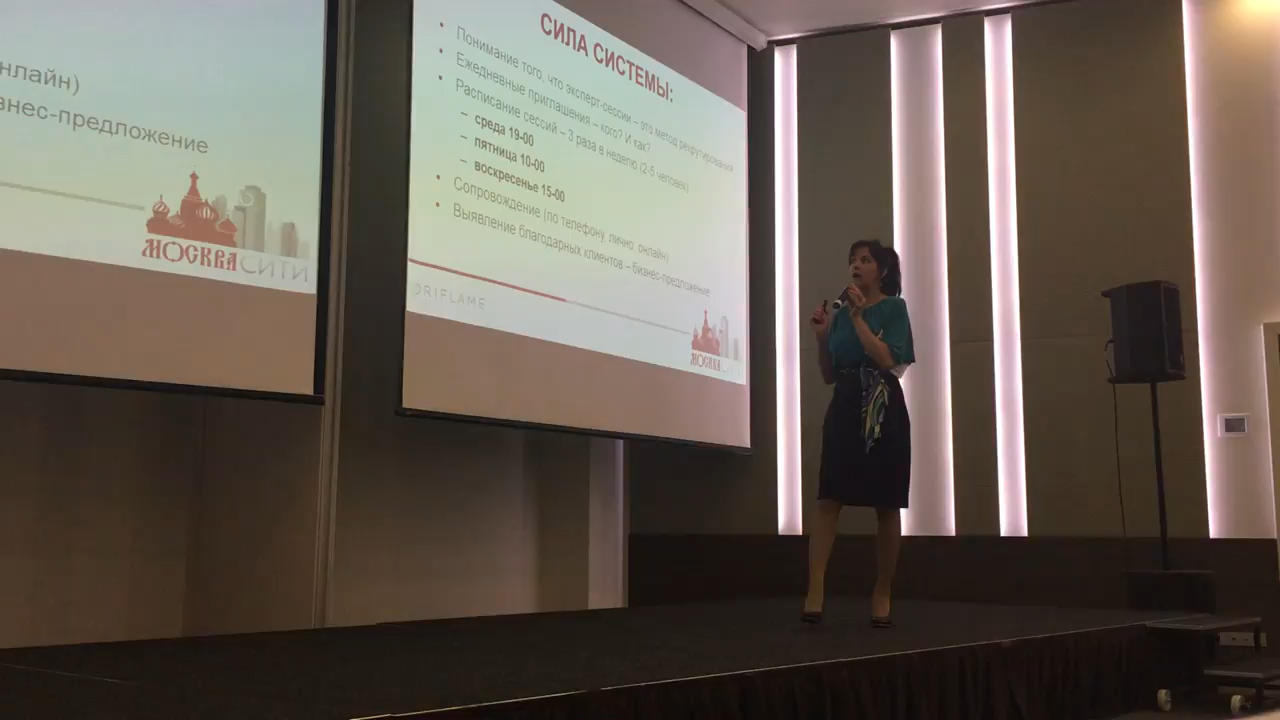 нлайн)
знес-предложение
МОСКВА СИТИ
СИЛА СИСТЕМЫ:
• Понимание того, что эксперт-сессии – это метод рекрутирования
• Ежедневные приглашения – кого? И как?
• Расписание сессий – 3 раза в неделю (2-5 человек)
– среда 19-00
– пятница 10-00
– воскресенье 15-00
• Сопровождение (по телефону, лично, онлайн)
• Выявление благодарных клиентов – бизнес-предложение
ORIFLAME
МОСКВА СИТИ